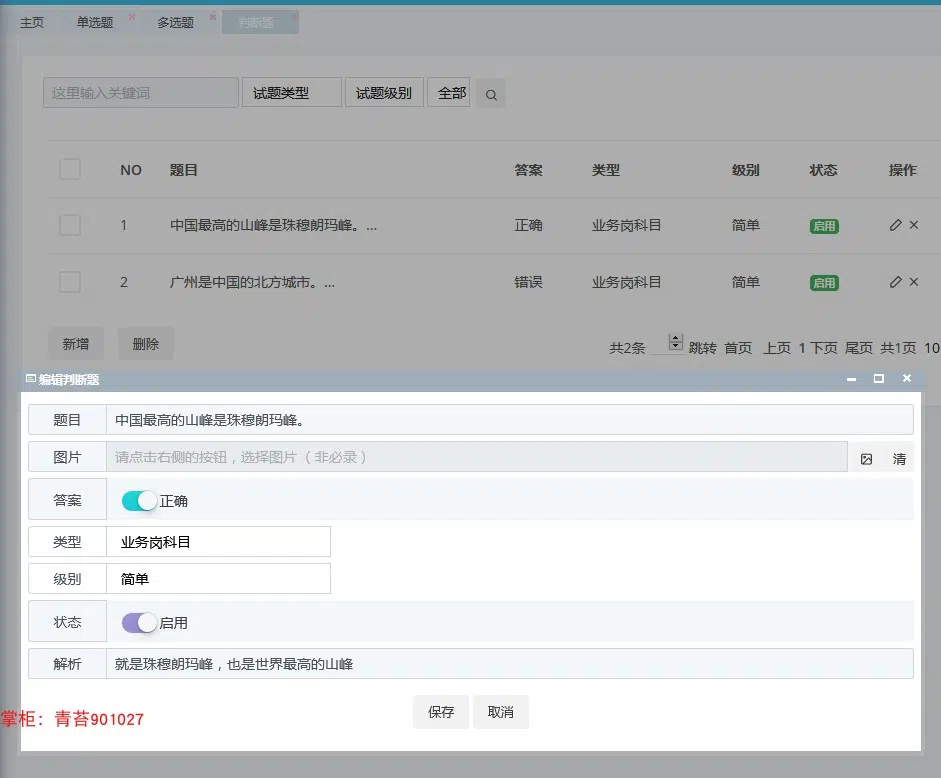 主页 单选题 多选题 判断题
这里输入关键词 试题类型 试题级别 全部
NO 题目 答案 类型 级别 状态 操作
1 中国最高的山峰是珠穆朗玛峰。... 正确 业务岗科目 简单 启用
2 广州是中国的北方城市。... 错误 业务岗科目 简单 启用
新增 删除 共2条 跳转 首页 上页 1 下页 尾页 共1页 10
编辑判断题
题目 中国最高的山峰是珠穆朗玛峰。
图片 请点击右侧的按钮，选择图片（非必录） 清
答案 正确
类型 业务岗科目
级别 简单
状态 启用
解析 就是珠穆朗玛峰，也是世界最高的山峰
保存 取消
掌柜：青苔901027